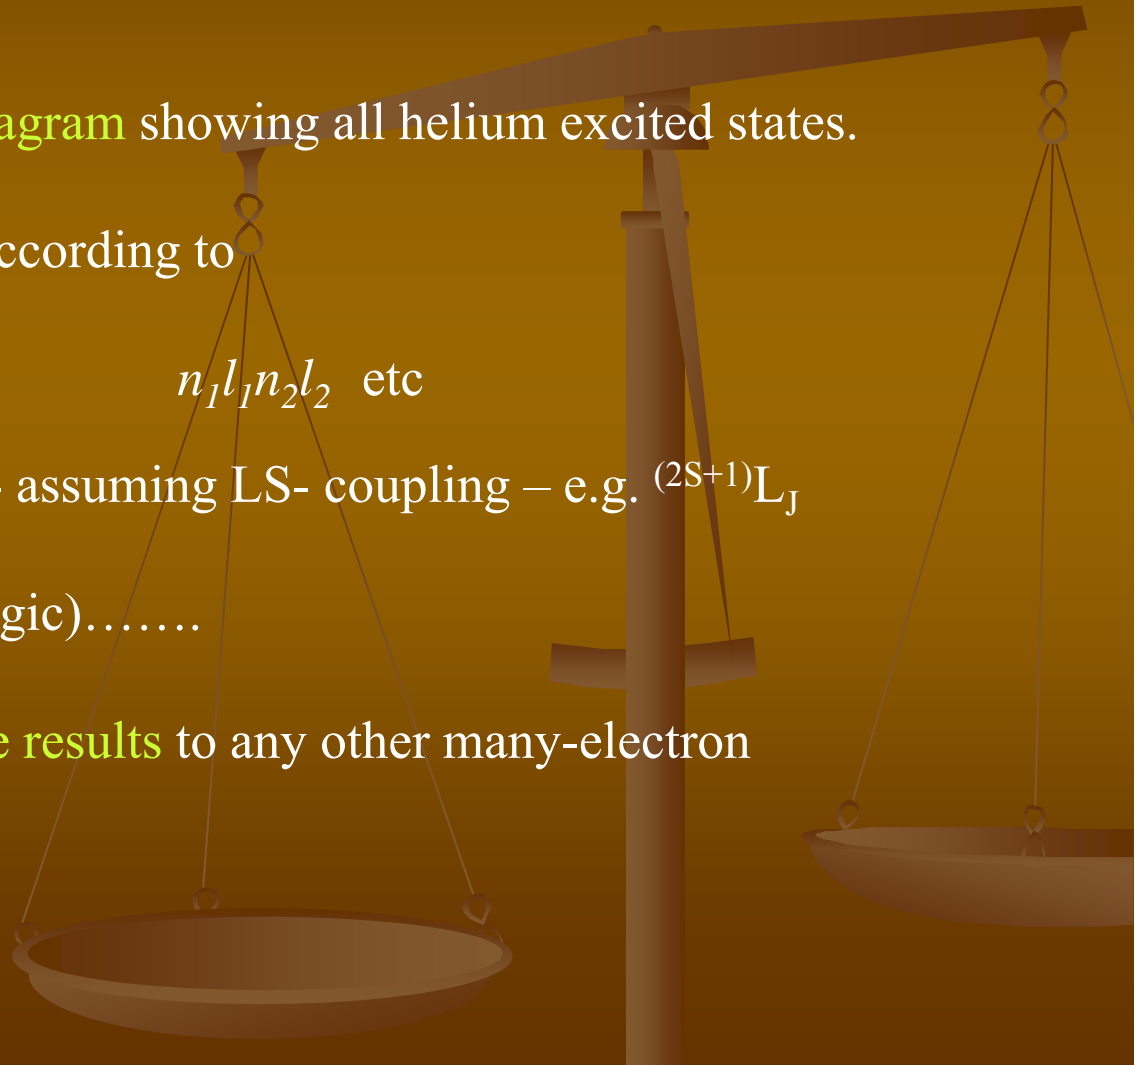 agram showing all helium excited states.
ccording to
n₁l₁n₂l₂ etc
- assuming LS- coupling – e.g. ⁽²ˢ⁺¹⁾L_J
gic)…….
e results to any other many-electron